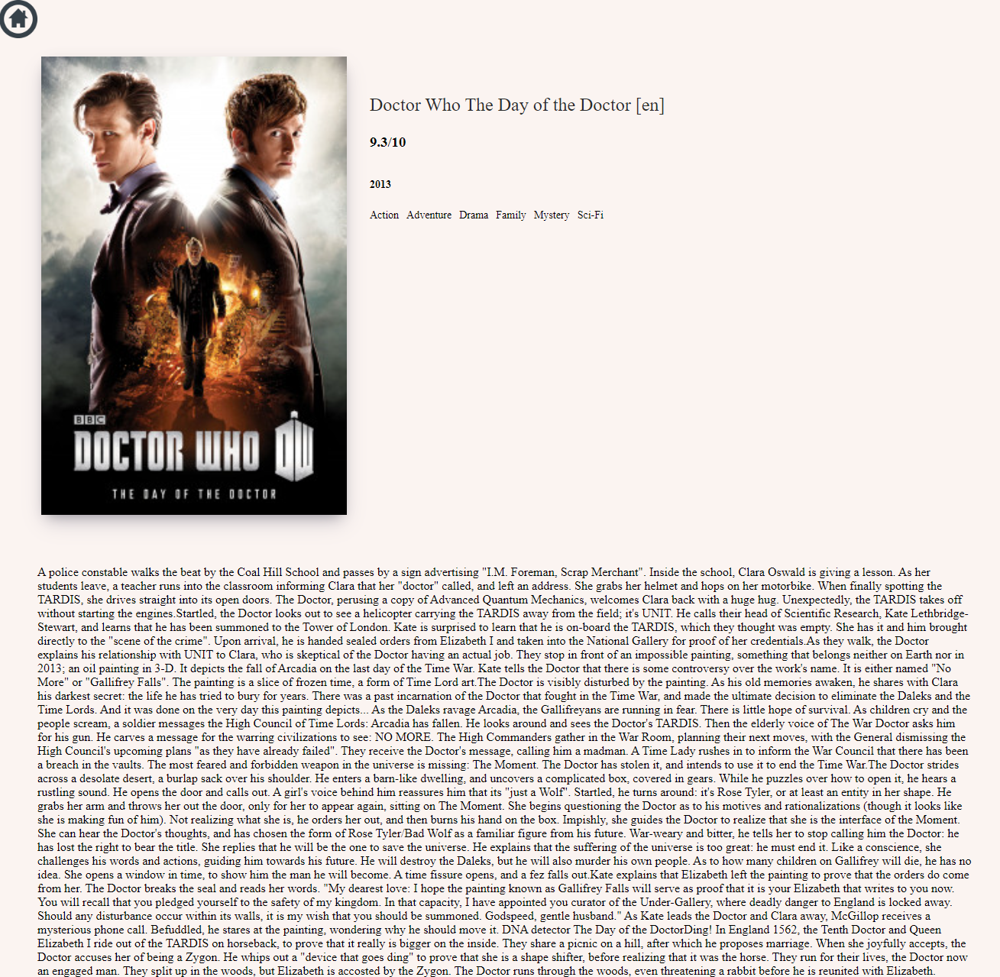 Doctor Who The Day of the Doctor [en]
9.3/10
2013
Action Adventure Drama Family Mystery Sci-Fi
BBC
DOCTOR WHO DW
THE DAY OF THE DOCTOR
A police constable walks the beat by the Coal Hill School and passes by a sign advertising "I.M. Foreman, Scrap Merchant". Inside the school, Clara Oswald is giving a lesson. As her
students leave, a teacher runs into the classroom informing Clara that her "doctor" called, and left an address. She grabs her helmet and hops on her motorbike. When finally spotting the
TARDIS, she drives straight into its open doors. The Doctor, perusing a copy of Advanced Quantum Mechanics, welcomes Clara back with a huge hug. Unexpectedly, the TARDIS takes off
without starting the engines.Startled, the Doctor looks out to see a helicopter carrying the TARDIS away from the field; it's UNIT. He calls their head of Scientific Research, Kate Lethbridge-
Stewart, and learns that he has been summoned to the Tower of London. Kate is surprised to learn that he is on-board the TARDIS, which they thought was empty. She has it and him brought
directly to the "scene of the crime". Upon arrival, he is handed sealed orders from Elizabeth I and taken into the National Gallery for proof of her credentials.As they walk, the Doctor
explains his relationship with UNIT to Clara, who is skeptical of the Doctor having an actual job. They stop in front of an impossible painting, something that belongs neither on Earth nor in
2013; an oil painting in 3-D. It depicts the fall of Arcadia on the last day of the Time War. Kate tells the Doctor that there is some controversy over the work's name. It is either named "No
More" or "Gallifrey Falls". The painting is a slice of frozen time, a form of Time Lord art.The Doctor is visibly disturbed by the painting. As his old memories awaken, he shares with Clara
his darkest secret: the life he has tried to bury for years. There was a past incarnation of the Doctor that fought in the Time War, and made the ultimate decision to eliminate the Daleks and the
Time Lords. And it was done on the very day this painting depicts... As the Daleks ravage Arcadia, the Gallifreyans are running in fear. There is little hope of survival. As children cry and the
people scream, a soldier messages the High Council of Time Lords: Arcadia has fallen. He looks around and sees the Doctor's TARDIS. Then the elderly voice of The War Doctor asks him
for his gun. He carves a message for the warring civilizations to see: NO MORE. The High Commanders gather in the War Room, planning their next moves, with the General dismissing the
High Council's upcoming plans "as they have already failed". They receive the Doctor's message, calling him a madman. A Time Lady rushes in to inform the War Council that there has been
a breach in the vaults. The most feared and forbidden weapon in the universe is missing: The Moment. The Doctor has stolen it, and intends to use it to end the Time War.The Doctor strides
across a desolate desert, a burlap sack over his shoulder. He enters a barn-like dwelling, and uncovers a complicated box, covered in gears. While he puzzles over how to open it, he hears a
rustling sound. He opens the door and calls out. A girl's voice behind him reassures him that its "just a Wolf". Startled, he turns around: it's Rose Tyler, or at least an entity in her shape. He
grabs her arm and throws her out the door, only for her to appear again, sitting on The Moment. She begins questioning the Doctor as to his motives and rationalizations (though it looks like
she is making fun of him). Not realizing what she is, he orders her out, and then burns his hand on the box. Impishly, she guides the Doctor to realize that she is the interface of the Moment.
She can hear the Doctor's thoughts, and has chosen the form of Rose Tyler/Bad Wolf as a familiar figure from his future. War-weary and bitter, he tells her to stop calling him the Doctor: he
has lost the right to bear the title. She replies that he will be the one to save the universe. He explains that the suffering of the universe is too great: he must end it. Like a conscience, she
challenges his words and actions, guiding him towards his future. He will destroy the Daleks, but he will also murder his own people. As to how many children on Gallifrey will die, he has no
idea. She opens a window in time, to show him the man he will become. A time fissure opens, and a fez falls out.Kate explains that Elizabeth left the painting to prove that the orders do come
from her. The Doctor breaks the seal and reads her words. "My dearest love: I hope the painting known as Gallifrey Falls will serve as proof that it is your Elizabeth that writes to you now.
You will recall that you pledged yourself to the safety of my kingdom. In that capacity, I have appointed you curator of the Under-Gallery, where deadly danger to England is locked away.
Should any disturbance occur within its walls, it is my wish that you should be summoned. Godspeed, gentle husband." As Kate leads the Doctor and Clara away, McGillop receives a
mysterious phone call. Befuddled, he stares at the painting, wondering why he should move it. DNA detector The Day of the DoctorDing! In England 1562, the Tenth Doctor and Queen
Elizabeth I ride out of the TARDIS on horseback, to prove that it really is bigger on the inside. They share a picnic on a hill, after which he proposes marriage. When she joyfully accepts, the
Doctor accuses her of being a Zygon. He whips out a "device that goes ding" to prove that she is a shape shifter, before realizing that it was the horse. They run for their lives, the Doctor now
an engaged man. They split up in the woods, but Elizabeth is accosted by the Zygon. The Doctor runs through the woods, even threatening a rabbit before he is reunited with Elizabeth.